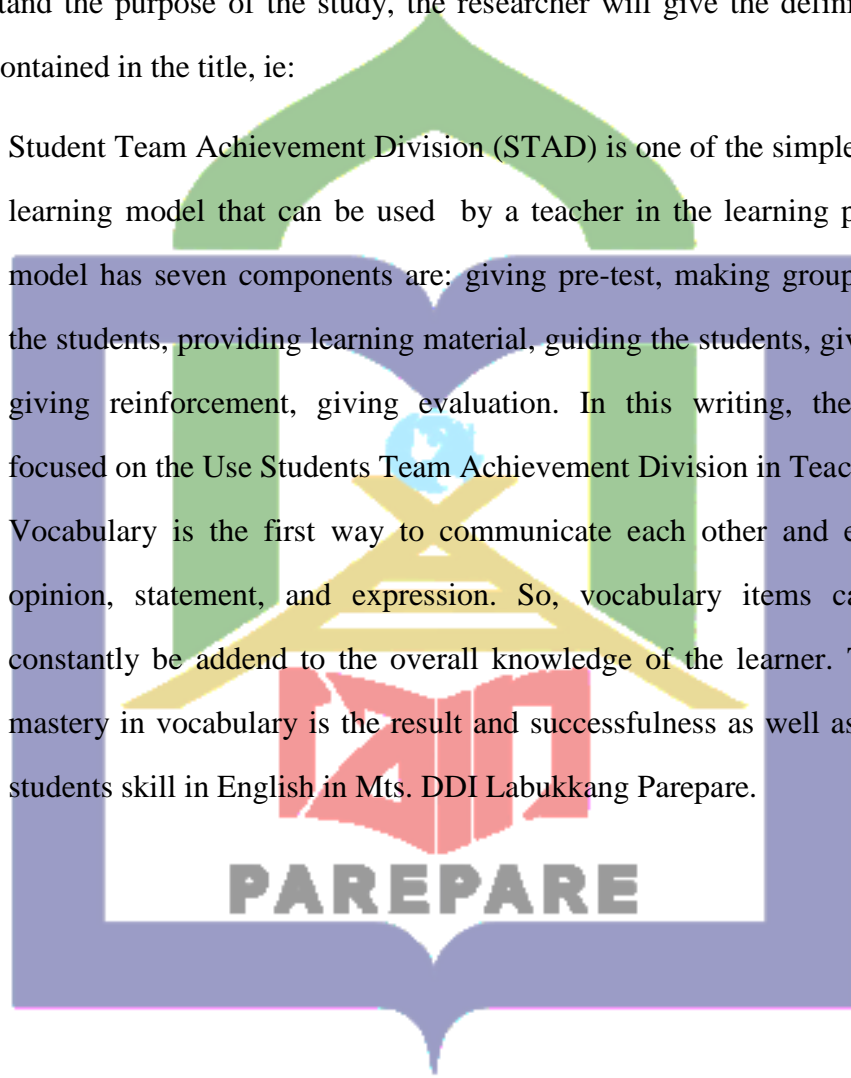 tand the purpose of the study, the researcher will give the defin
ontained in the title, ie:
Student Team Achievement Division (STAD) is one of the simple
learning model that can be used by a teacher in the learning p
model has seven components are: giving pre-test, making group
the students, providing learning material, guiding the students, giv
giving reinforcement, giving evaluation. In this writing, the
focused on the Use Students Team Achievement Division in Teac
Vocabulary is the first way to communicate each other and e
opinion, statement, and expression. So, vocabulary items ca
constantly be addend to the overall knowledge of the learner. T
mastery in vocabulary is the result and successfulness as well as
students skill in English in Mts. DDI Labukkang Parepare.
IAIN
PAREPARE